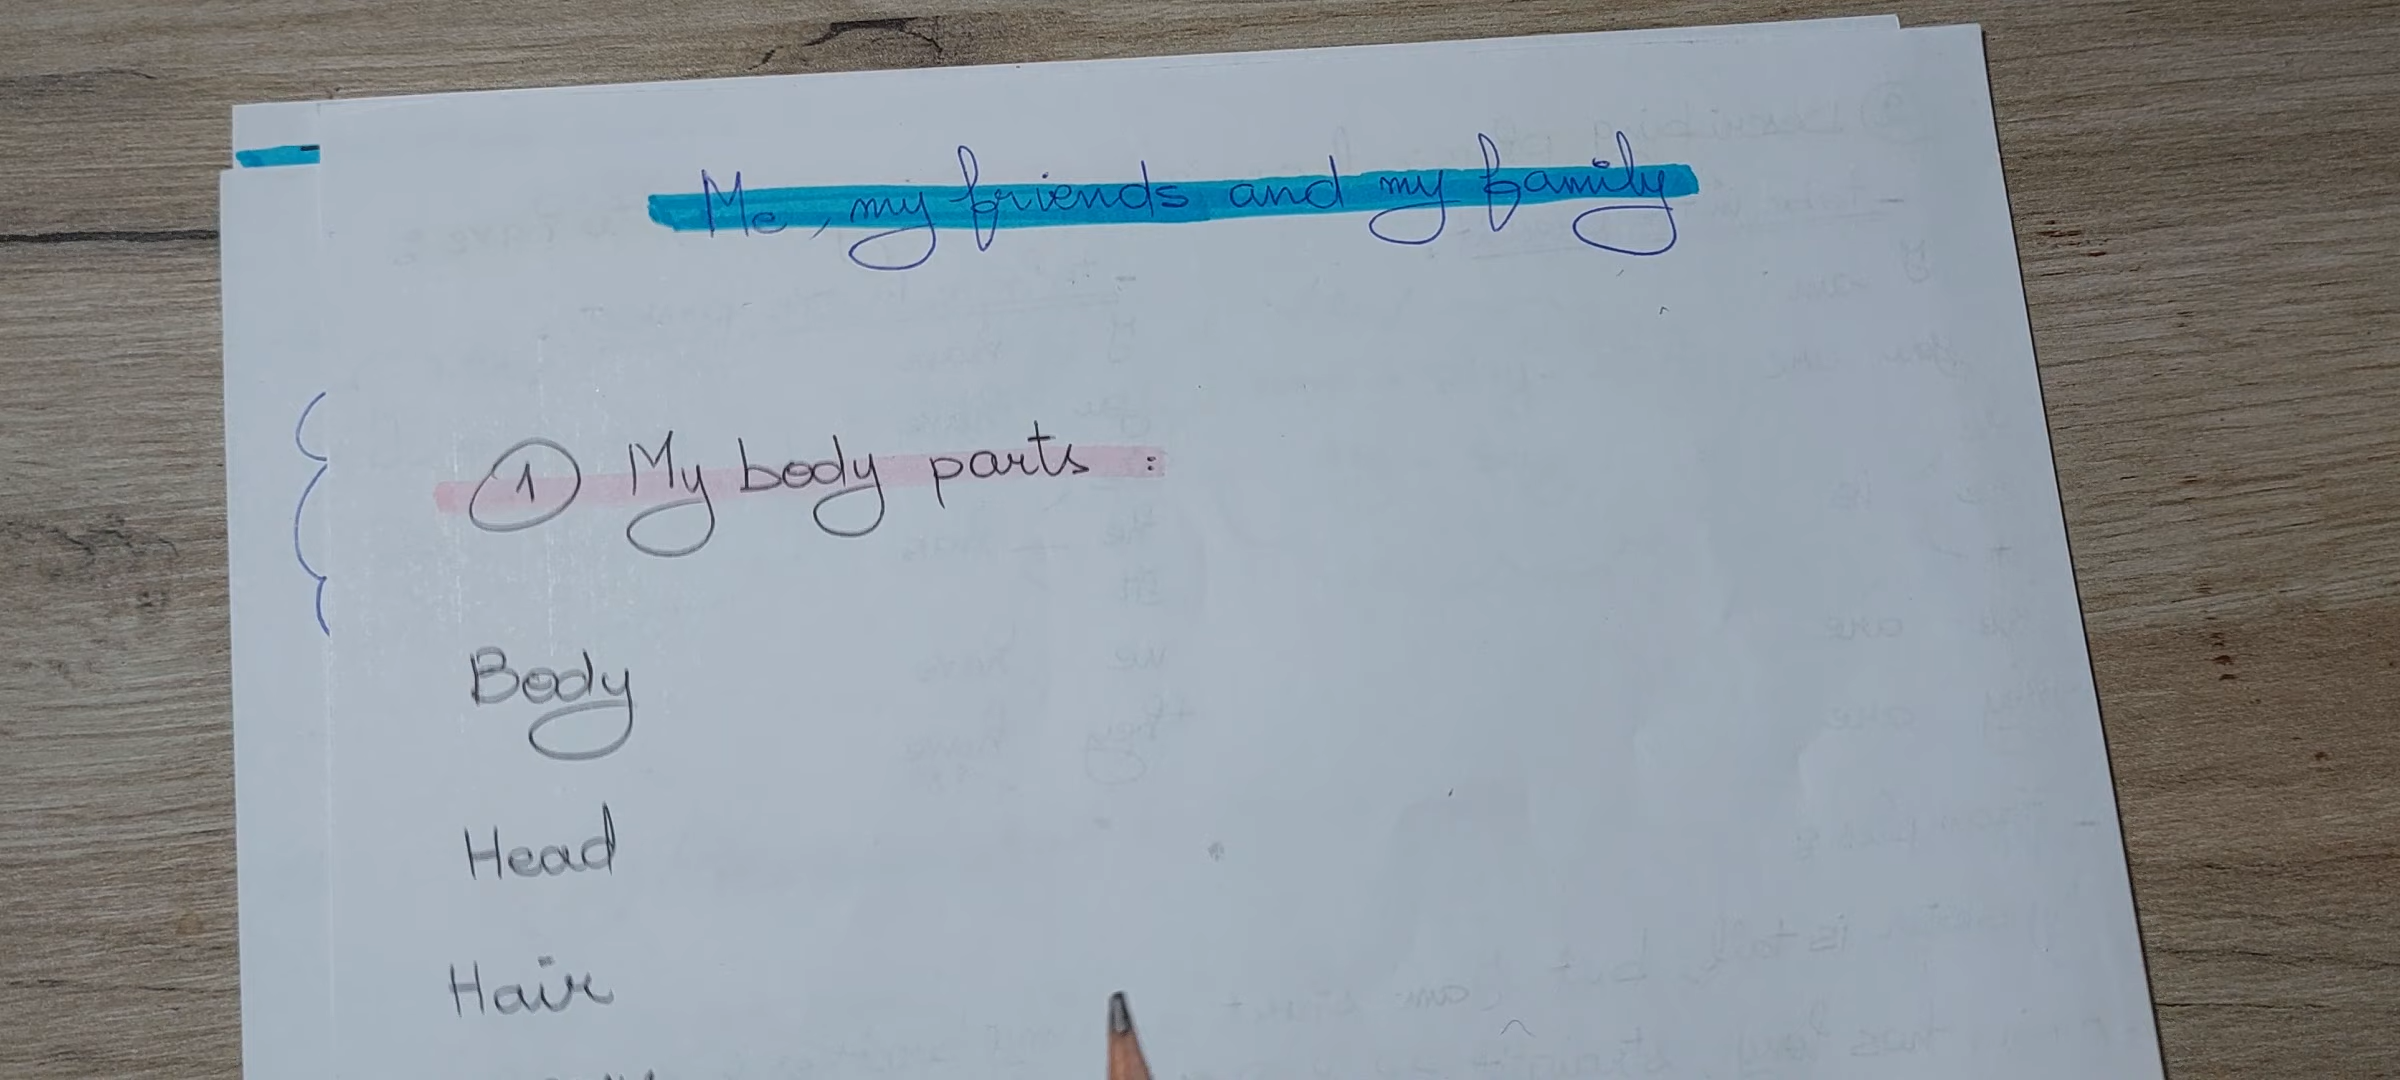 Me, my friends and my family
1 My body parts :
Body
Head
Hair